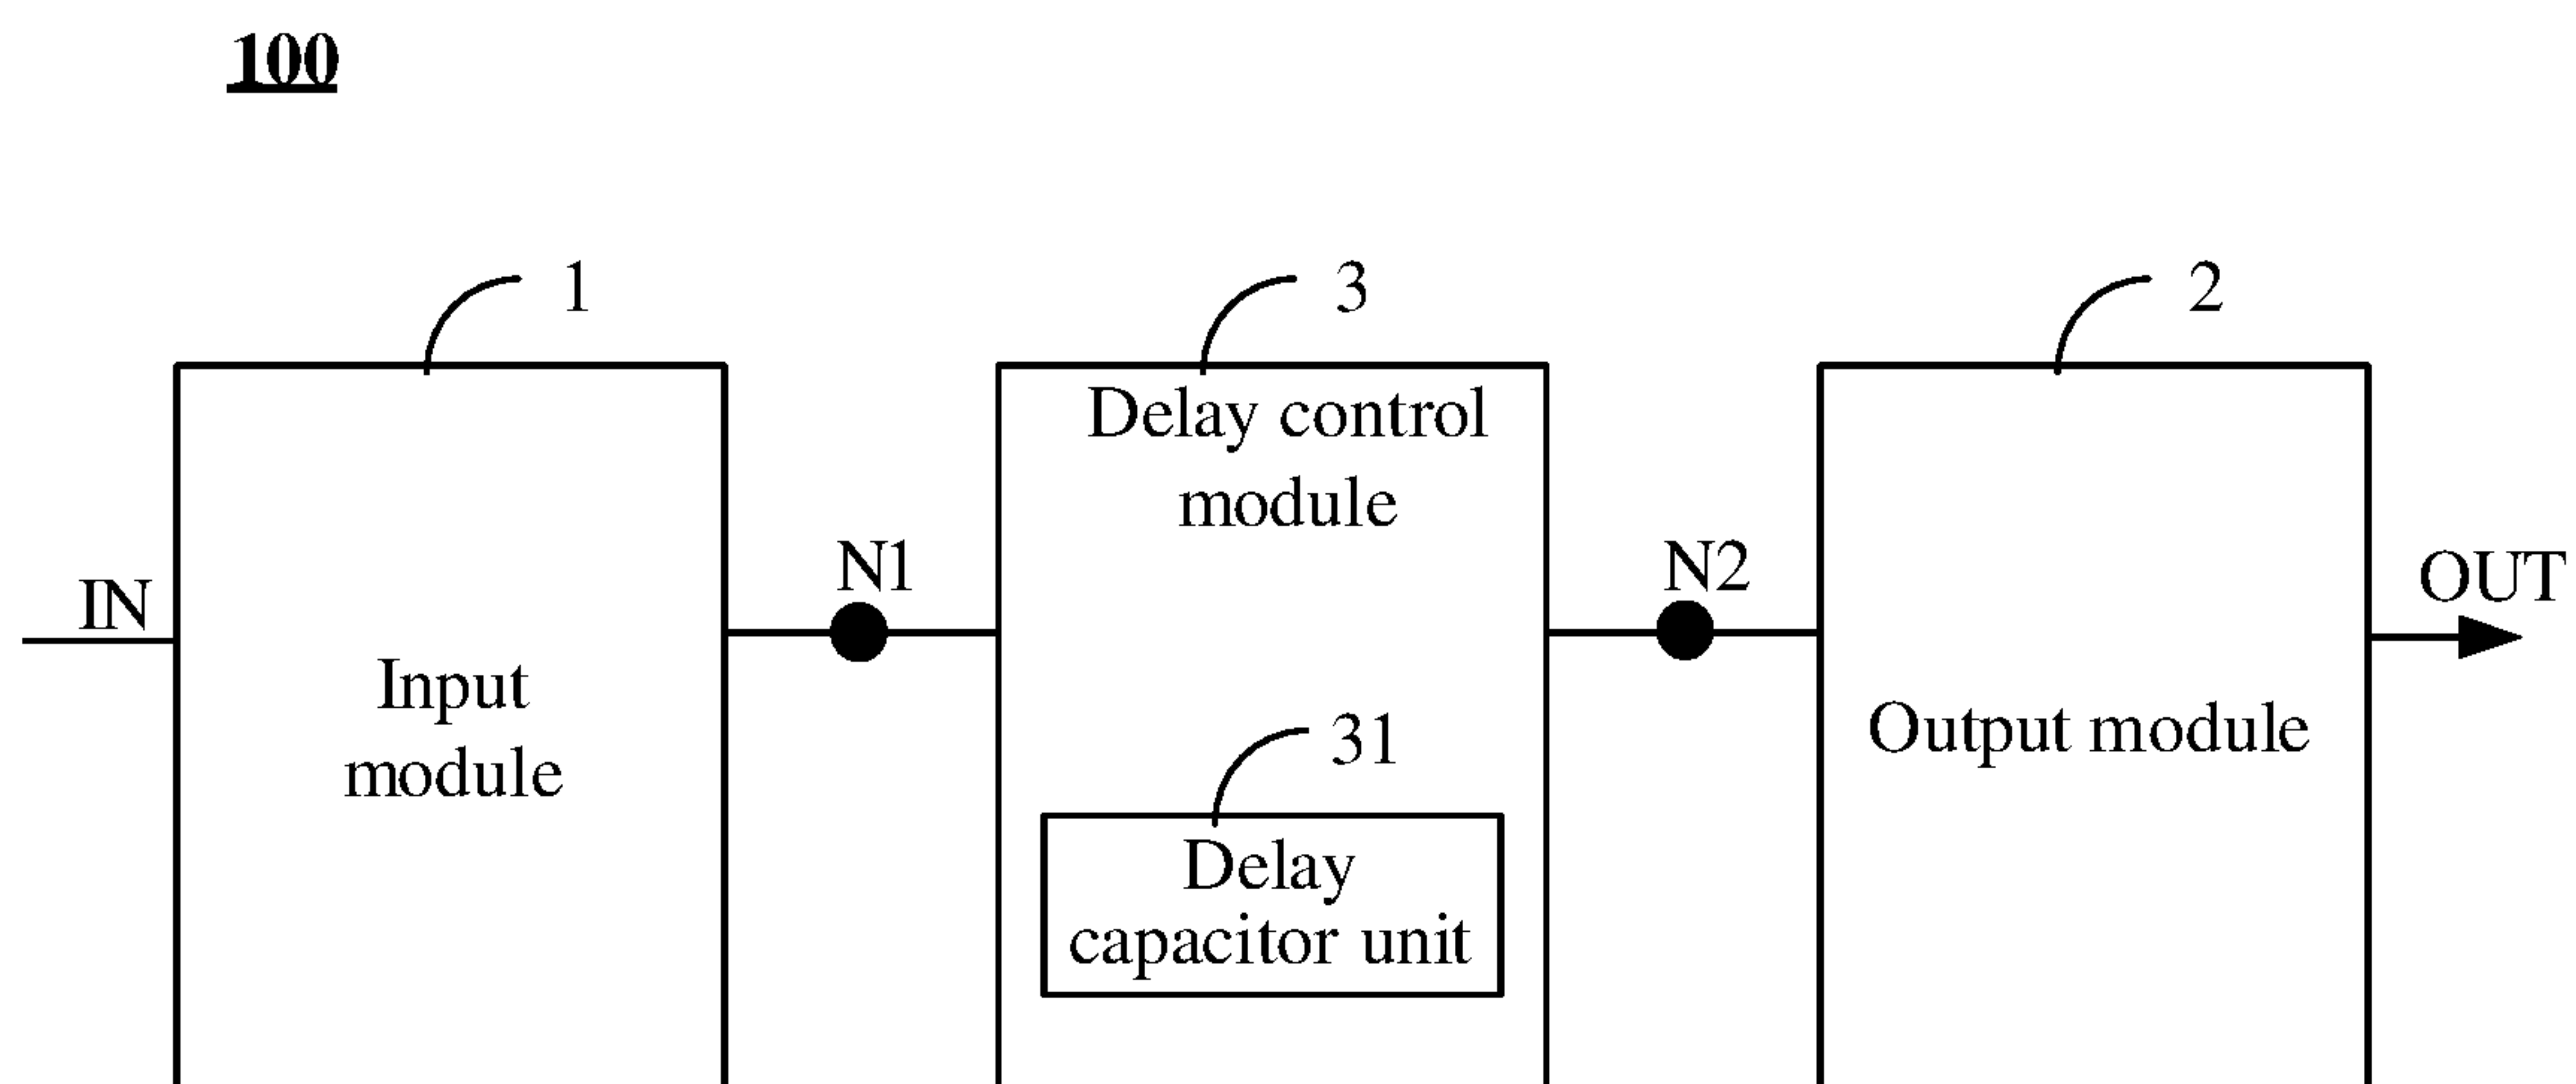 100
1
3
2
Delay control
module
N1
N2
IN
OUT
Input
module
Output module
31
Delay
capacitor unit